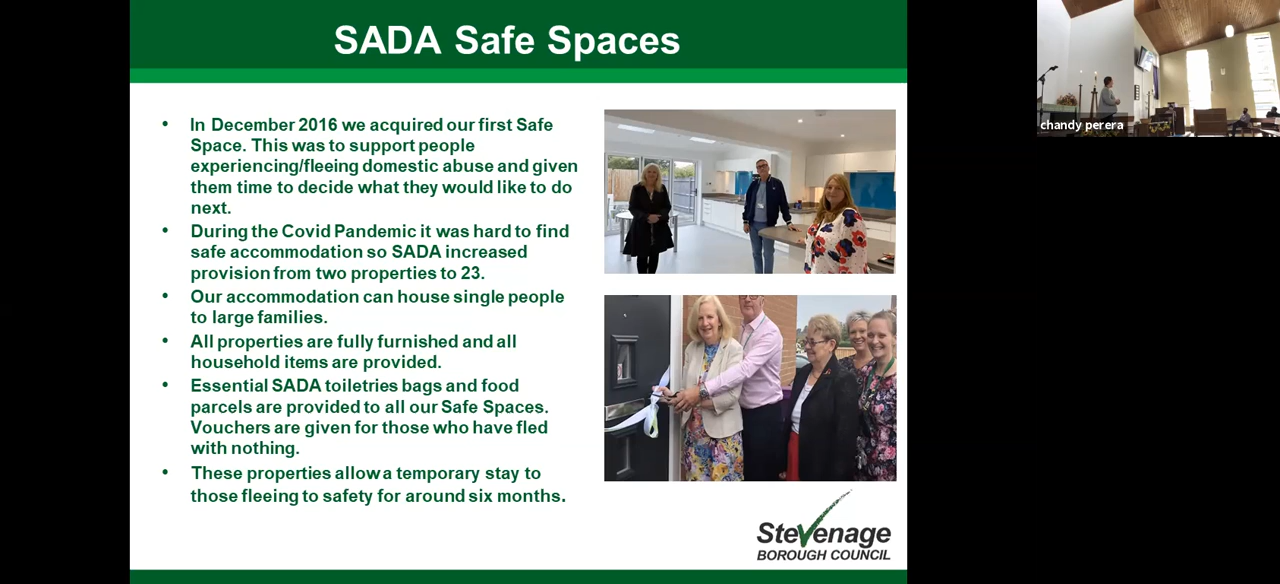 SADA Safe Spaces
• In December 2016 we acquired our first Safe
Space. This was to support people
experiencing/fleeing domestic abuse and given
them time to decide what they would like to do
next.
• During the Covid Pandemic it was hard to find
safe accommodation so SADA increased
provision from two properties to 23.
• Our accommodation can house single people
to large families.
• All properties are fully furnished and all
household items are provided.
• Essential SADA toiletries bags and food
parcels are provided to all our Safe Spaces.
Vouchers are given for those who have fled
with nothing.
• These properties allow a temporary stay to
those fleeing to safety for around six months.
Stevenage
BOROUGH COUNCIL
chandy perera